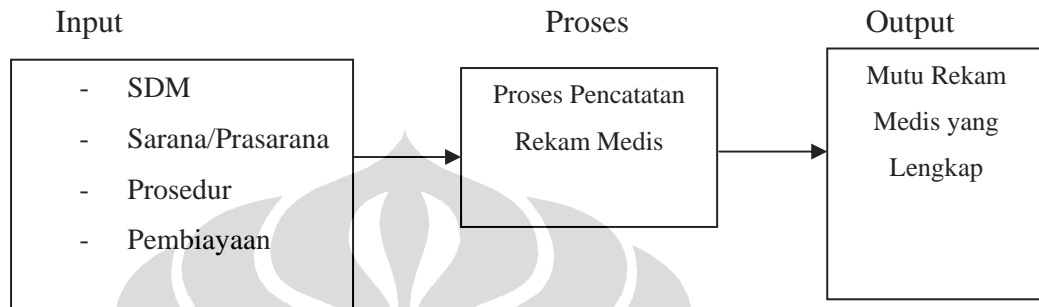 Input
- SDM
- Sarana/Prasarana
- Prosedur
- Pembiayaan
Proses
Proses Pencatatan
Rekam Medis
Output
Mutu Rekam
Medis yang
Lengkap